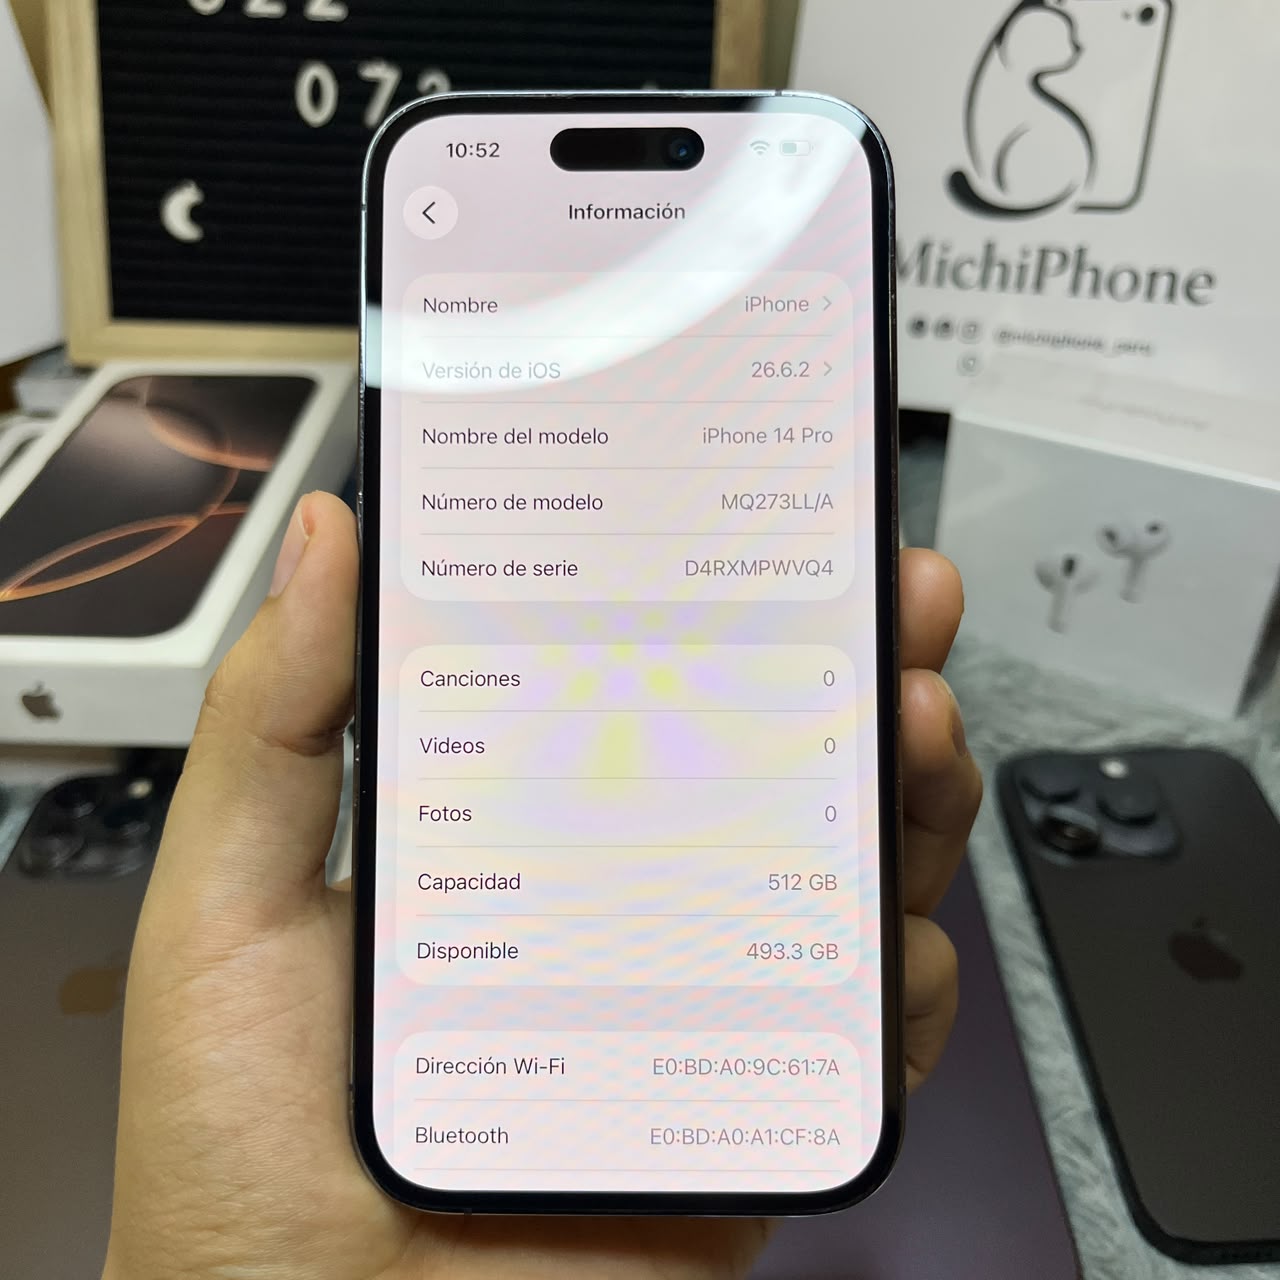 022
10:52
Información
Nombre iPhone
Versión de iOS 26.6.2
Nombre del modelo iPhone 14 Pro
Número de modelo MQ273LL/A
Número de serie D4RXMPWVQ4
Canciones 0
Videos 0
Fotos 0
Capacidad 512 GB
Disponible 493.3 GB
Dirección Wi-Fi E0:BD:A0:9C:61:7A
Bluetooth E0:BD:A0:A1:CF:8A
MichiPhone